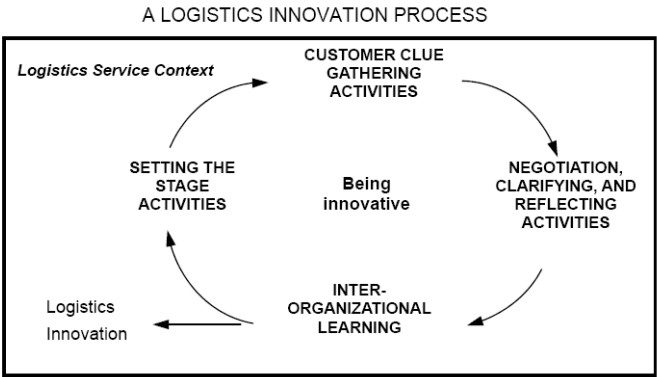 A LOGISTICS INNOVATION PROCESS
Logistics Service Context
CUSTOMER CLUE
GATHERING
ACTIVITIES
SETTING THE
STAGE
ACTIVITIES
Being
innovative
NEGOTIATION,
CLARIFYING, AND
REFLECTING
ACTIVITIES
INTER-
ORGANIZATIONAL
LEARNING
Logistics
Innovation